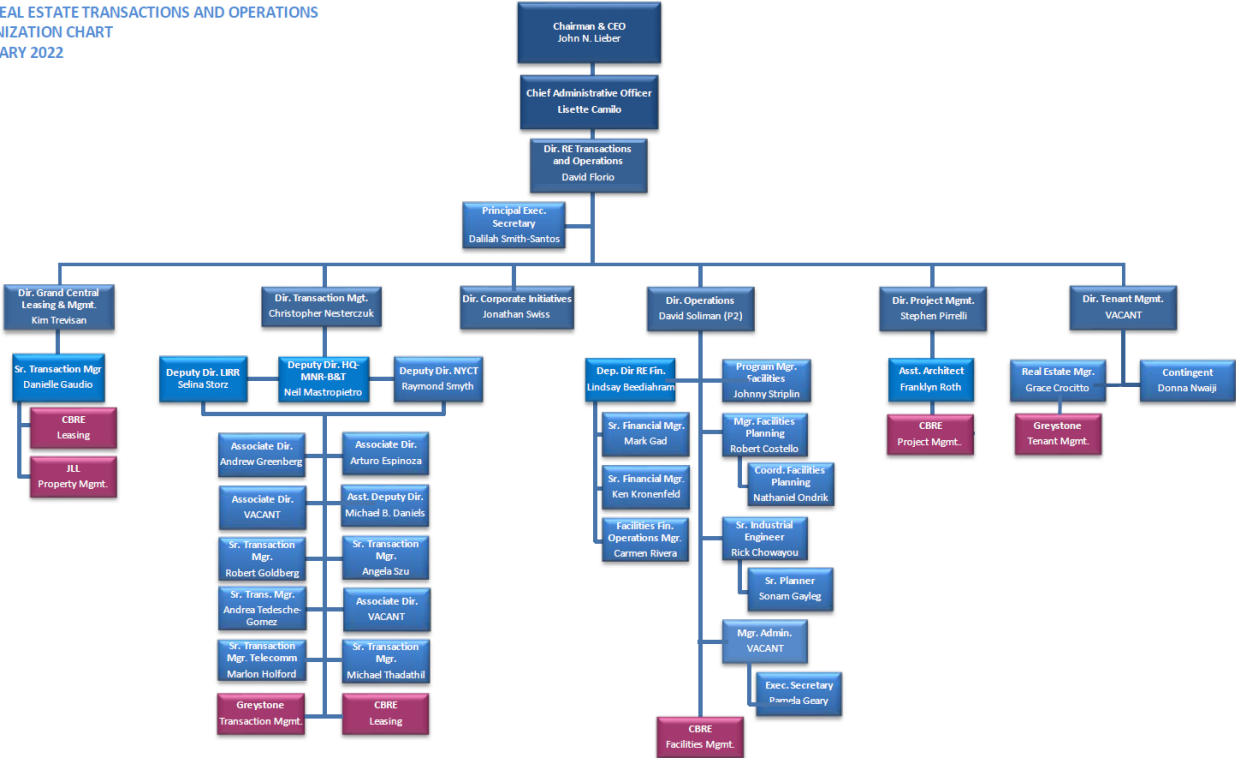 REAL ESTATE TRANSACTIONS AND OPERATIONS
NIZATION CHART
ARY 2022
Chairman & CEO
John N. Lieber
Chief Administrative Officer
Lisette Camilo
Dir. RE Transactions
and Operations
David Florio
Principal Exec.
Secretary
Dalilah Smith-Santos
Dir. Grand Central
Leasing & Mgmt.
Kim Trevisan
Dir. Transaction Mgt.
Christopher Nesterczuk
Dir. Corporate Initiatives
Jonathan Swiss
Dir. Operations
David Soliman (P2)
Dir. Project Mgmt.
Stephen Pirrelli
Dir. Tenant Mgmt.
VACANT
Sr. Transaction Mgr
Danielle Gaudio
CBRE
Leasing
JLL
Property Mgmt.
Deputy Dir. LIRR
Selina Storz
Deputy Dir. HQ-
MNR-B&T
Neil Mastropietro
Deputy Dir. NYCT
Raymond Smyth
Associate Dir.
Andrew Greenberg
Associate Dir.
Arturo Espinoza
Associate Dir.
VACANT
Asst. Deputy Dir.
Michael B. Daniels
Sr. Transaction
Mgr.
Robert Goldberg
Sr. Transaction
Mgr.
Angela Szu
Sr. Trans. Mgr.
Andrea Tedesche-
Gomez
Associate Dir.
VACANT
Sr. Transaction
Mgr. Telecomm
Marlon Holford
Sr. Transaction
Mgr.
Michael Thadathil
Greystone
Transaction Mgmt.
CBRE
Leasing
Dep. Dir RE Fin.
Lindsay Beediahram
Sr. Financial Mgr.
Mark Gad
Sr. Financial Mgr.
Ken Kronenfeld
Facilities Fin.
Operations Mgr.
Carmen Rivera
Program Mgr.
Facilities
Johnny Striplin
Mgr. Facilities
Planning
Robert Costello
Coord. Facilities
Planning
Nathaniel Ondrik
Sr. Industrial
Engineer
Rick Chowayou
Sr. Planner
Sonam Gayleg
Mgr. Admin.
VACANT
Exec. Secretary
Pamela Geary
CBRE
Facilities Mgmt.
Asst. Architect
Franklyn Roth
CBRE
Project Mgmt.
Real Estate Mgr.
Grace Crocitto
Greystone
Tenant Mgmt.
Contingent
Donna Nwaiji